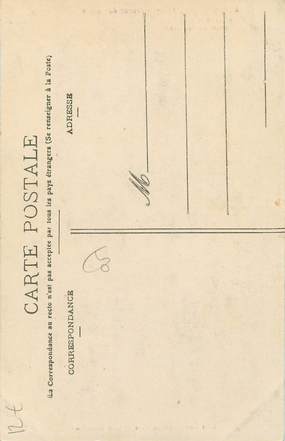 CARTE POSTALE
(La Correspondance au recto n'est pas acceptée par tous les pays étrangers (Se renseigner à la Poste)
CORRESPONDANCE
ADRESSE
M
12 €